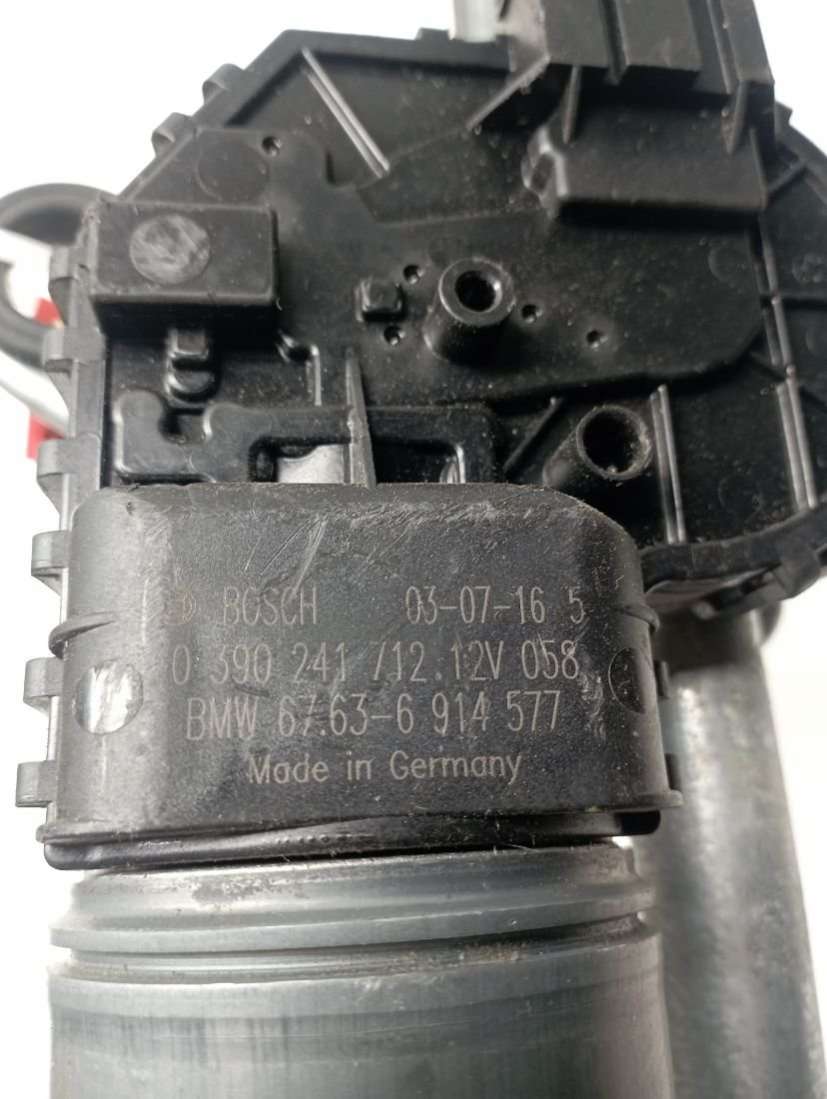 BOSCH 03-07-16 5
0 390 241 712.12V 058
BMW 67.63-6 914 577
Made in Germany